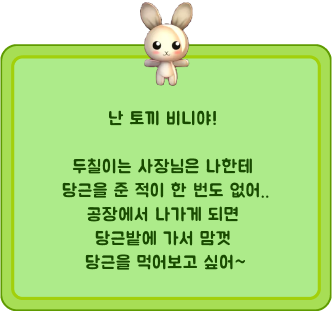 난 토끼 비니야!
두칠이는 사장님은 나한테
당근을 준 적이 한 번도 없어..
공장에서 나가게 되면
당근밭에 가서 맘껏
당근을 먹어보고 싶어~